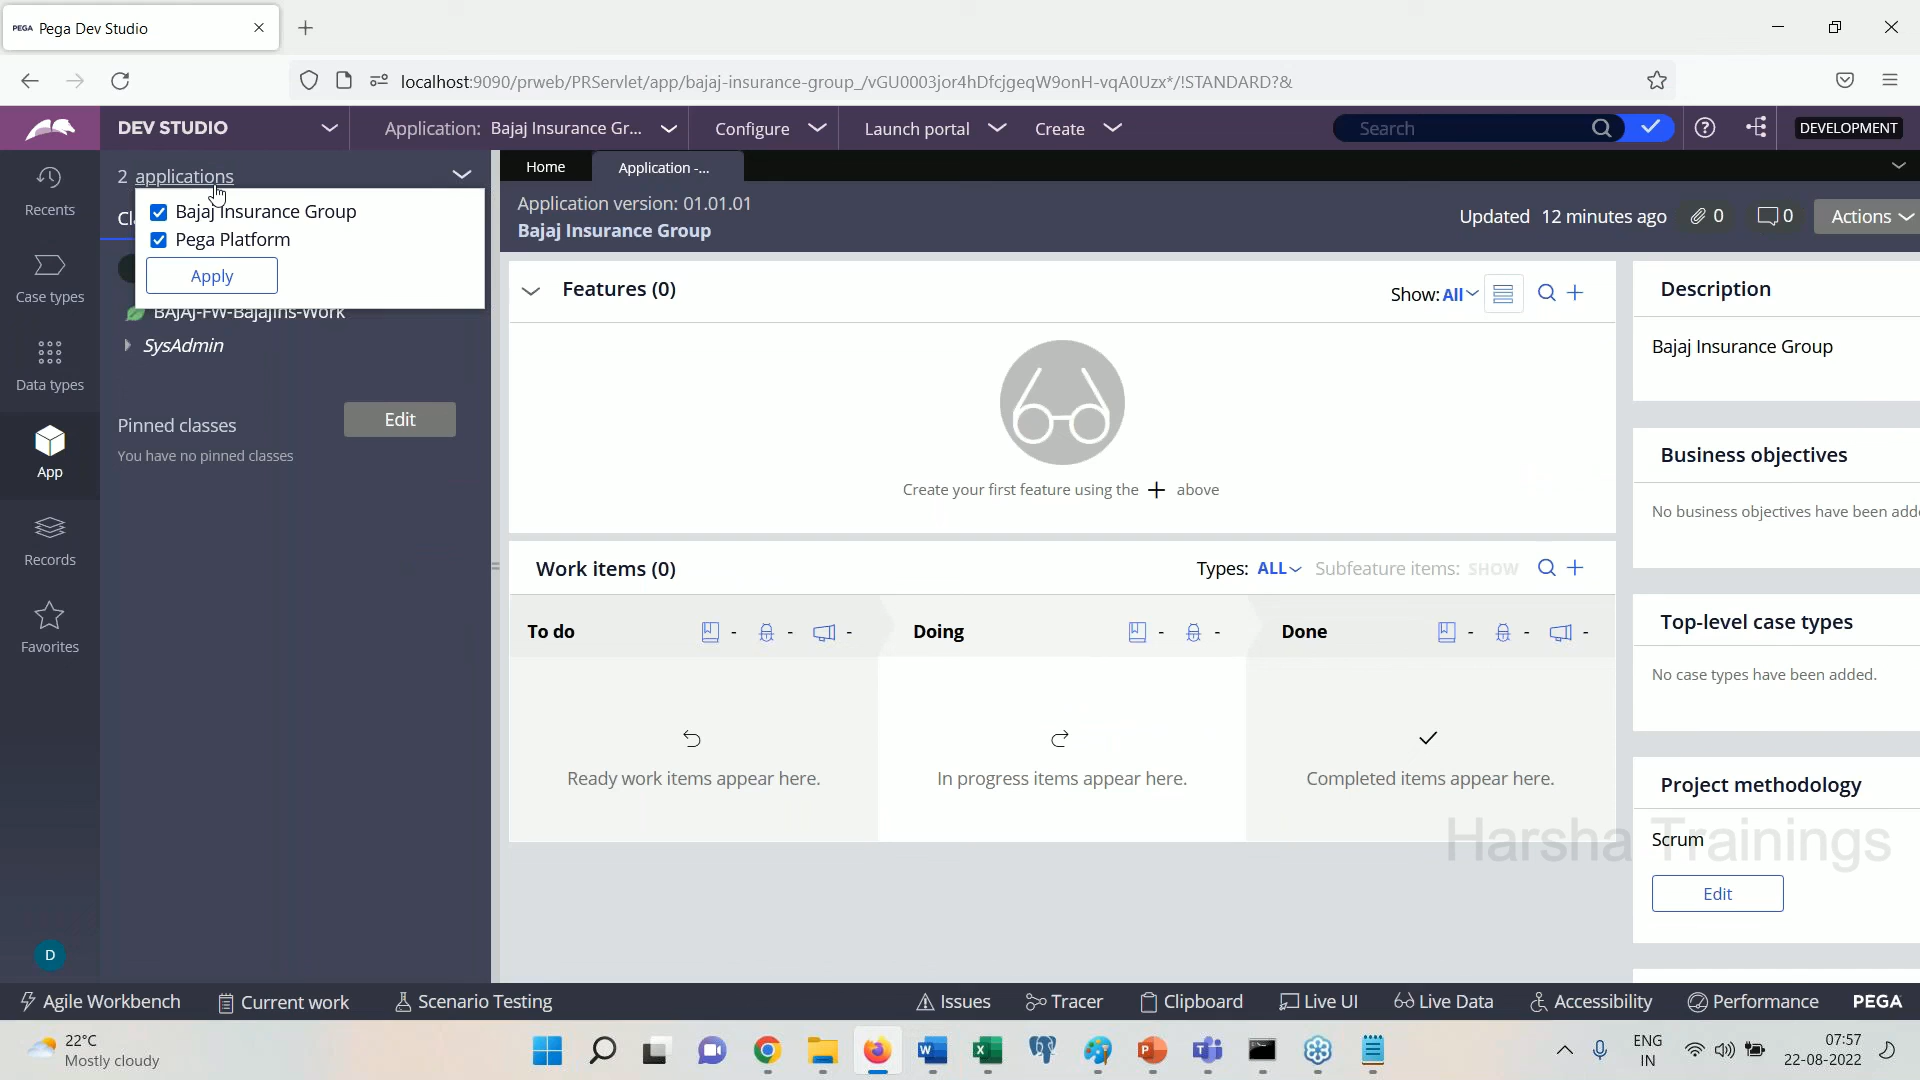 PEGA Pega Dev Studio
localhost:9090/prweb/PRServlet/app/bajaj-insurance-group_/vGU0003jor4hDfcjgeqW9onH-vqA0Uzx*/!STANDARD?&
DEV STUDIO
Application: Bajaj Insurance Gr...
Configure
Launch portal
Create
Search
DEVELOPMENT
Recents
Case types
Data types
App
Records
Favorites
D
2 applications
Bajaj Insurance Group
Pega Platform
Apply
BAJAJ-FW-BajajIns-Work
SysAdmin
Pinned classes
Edit
You have no pinned classes
Home
Application -...
Application version: 01.01.01
Bajaj Insurance Group
Updated 12 minutes ago
0
0
Actions
Features (0)
Show: All
Create your first feature using the + above
Work items (0)
Types: ALL
Subfeature items: SHOW
To do - - -
Doing - -
Done - - -
Ready work items appear here.
In progress items appear here.
Completed items appear here.
Description
Bajaj Insurance Group
Business objectives
No business objectives have been adde
Top-level case types
No case types have been added.
Project methodology
Scrum
Edit
Harsha Trainings
Agile Workbench
Current work
Scenario Testing
Issues
Tracer
Clipboard
Live UI
Live Data
Accessibility
Performance
PEGA
22°C
Mostly cloudy
ENG
IN
07:57
22-08-2022